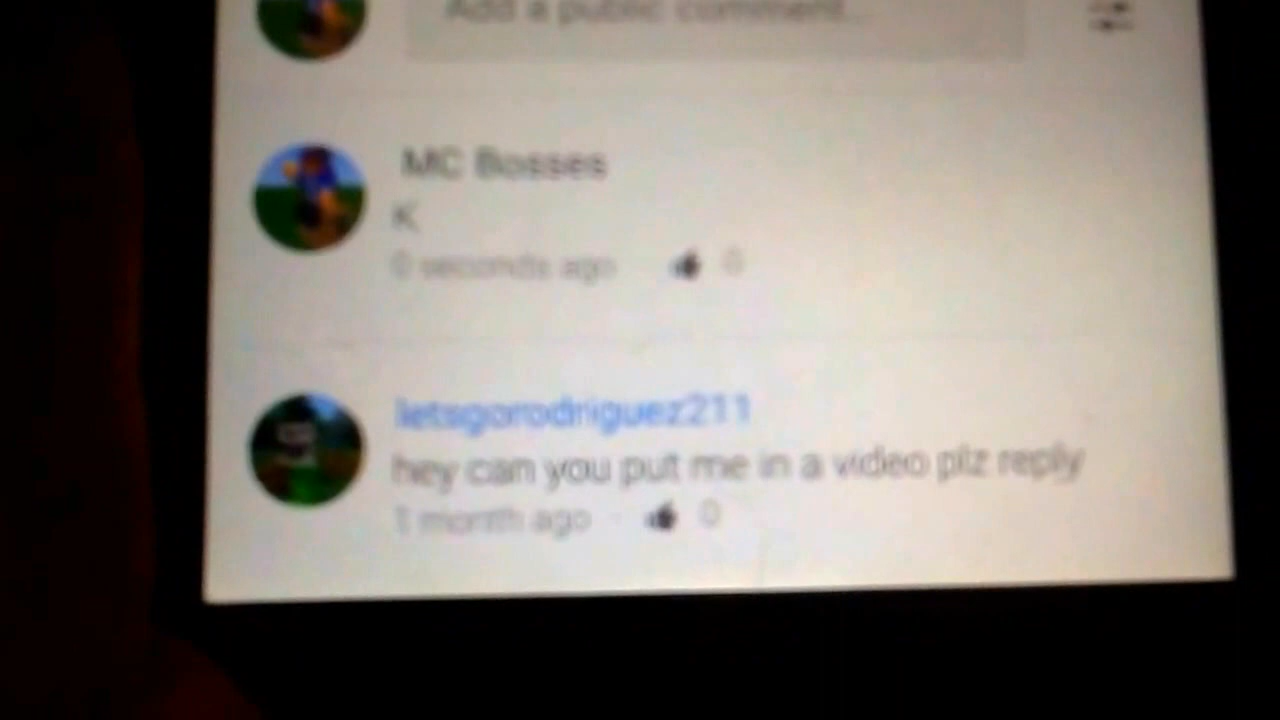 Add a public comment...
MC Bosses
K
0 seconds ago 0
letsgorodriguez211
hey can you put me in a video plz reply
1 month ago · 0